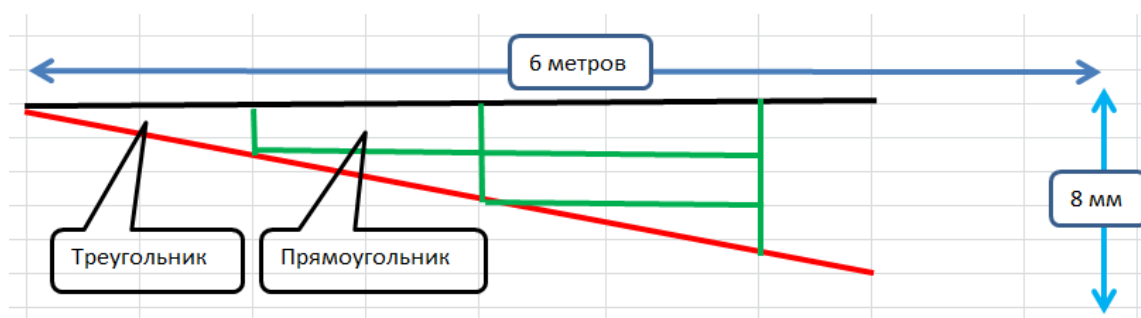 6 метров
8 мм
Треугольник
Прямоугольник